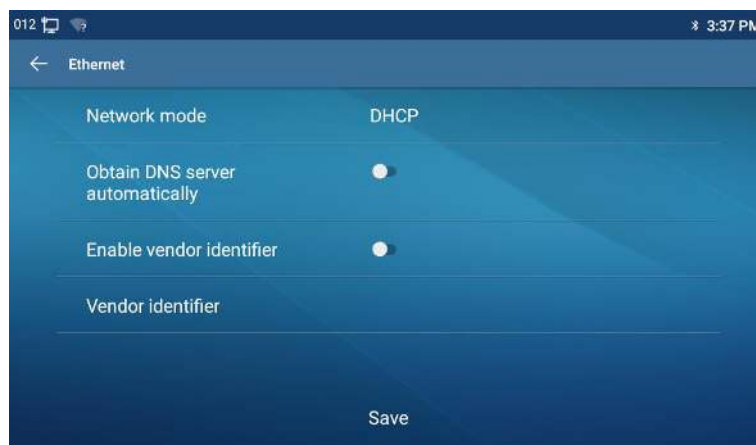 012 3:37 PM
Ethernet
Network mode DHCP
Obtain DNS server
automatically
Enable vendor identifier
Vendor identifier
Save